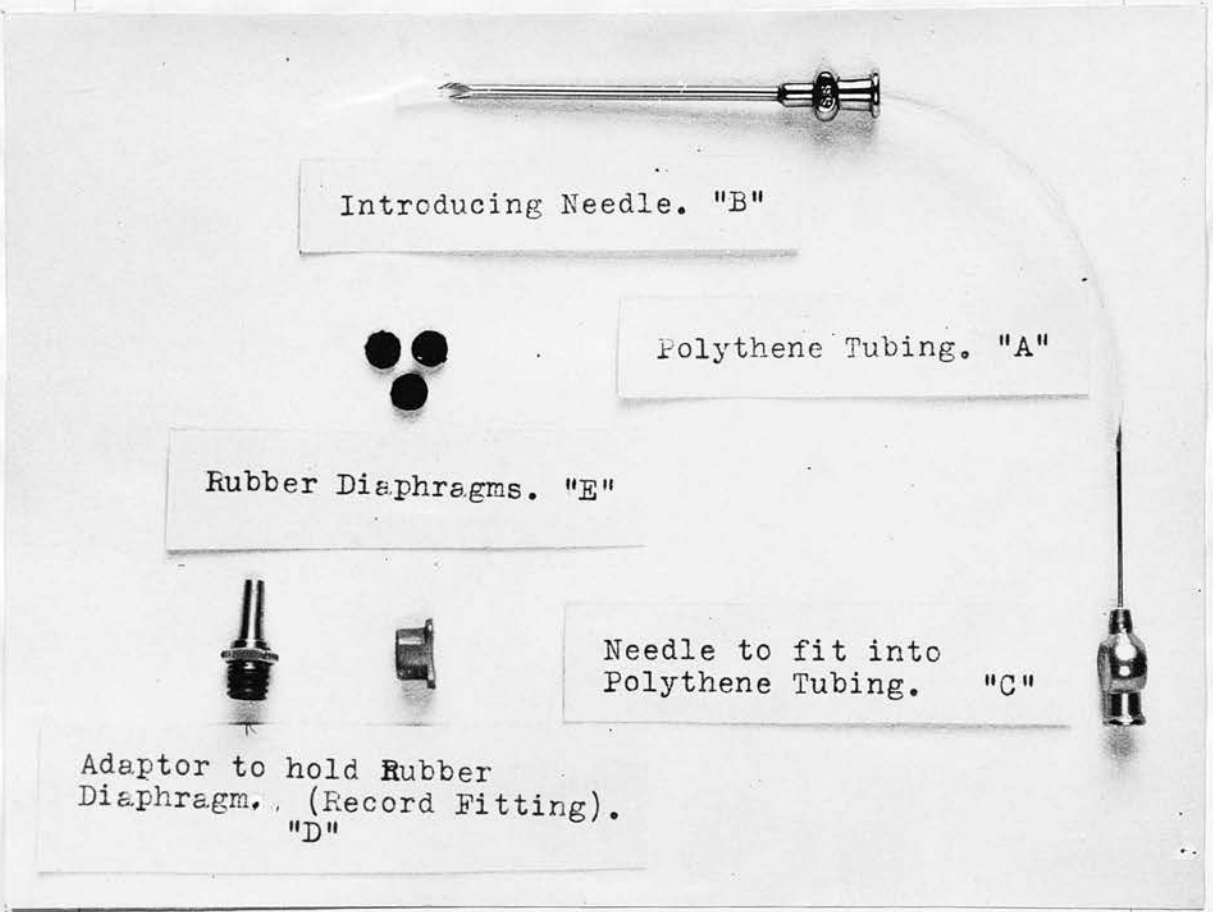 Introducing Needle. "B"
Polythene Tubing. "A"
Rubber Diaphragms. "E"
Needle to fit into
Polythene Tubing. "C"
Adaptor to hold Rubber
Diaphragm. (Record Fitting).
"D"